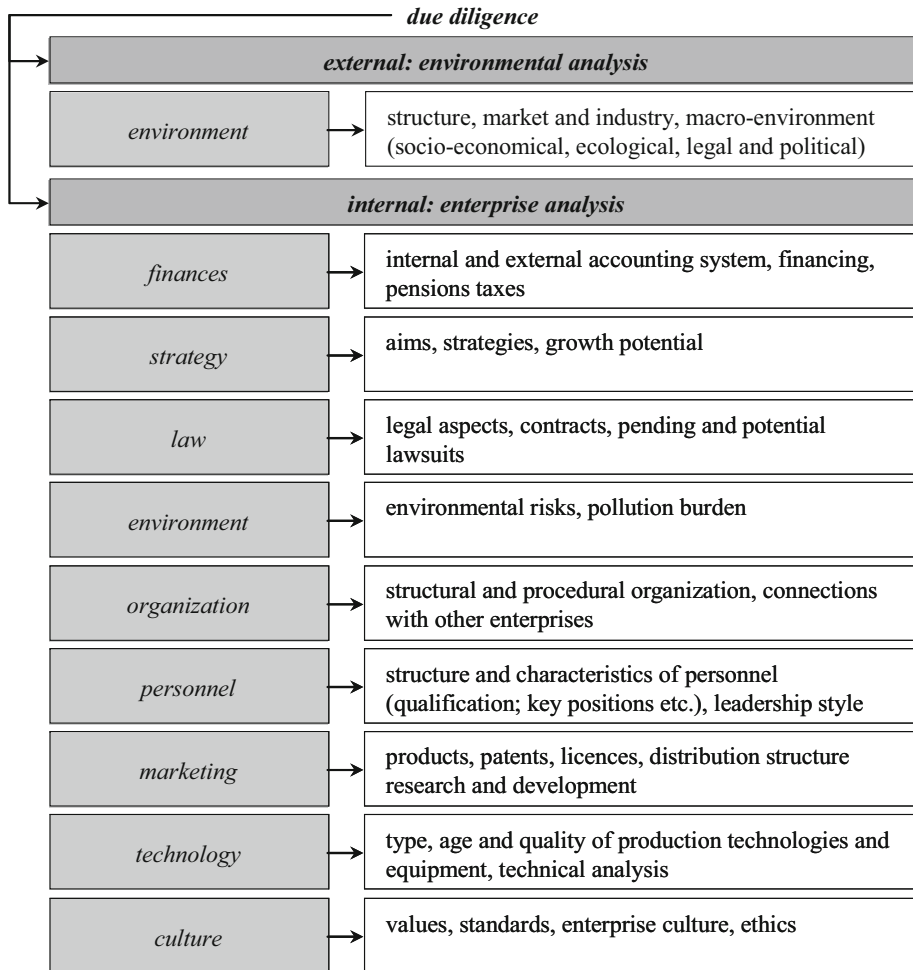 due diligence
external: environmental analysis
environment
structure, market and industry, macro-environment
(socio-economical, ecological, legal and political)
internal: enterprise analysis
finances
internal and external accounting system, financing,
pensions taxes
strategy
aims, strategies, growth potential
law
legal aspects, contracts, pending and potential
lawsuits
environment
environmental risks, pollution burden
organization
structural and procedural organization, connections
with other enterprises
personnel
structure and characteristics of personnel
(qualification; key positions etc.), leadership style
marketing
products, patents, licences, distribution structure
research and development
technology
type, age and quality of production technologies and
equipment, technical analysis
culture
values, standards, enterprise culture, ethics